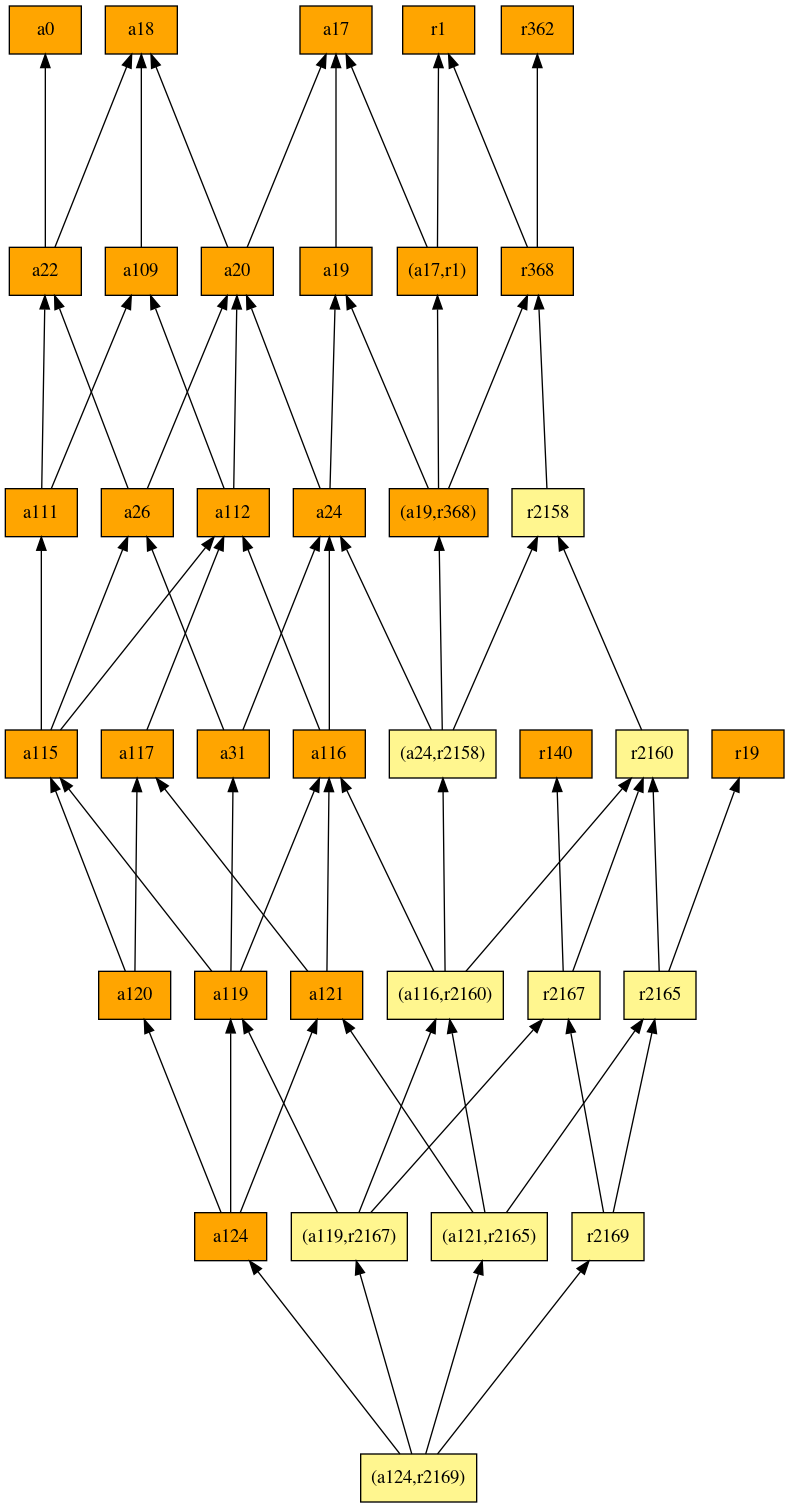 a0
a18
a17
r1
r362
a22
a109
a20
a19
(a17,r1)
r368
a111
a26
a112
a24
(a19,r368)
r2158
a115
a117
a31
a116
(a24,r2158)
r140
r2160
r19
a120
a119
a121
(a116,r2160)
r2167
r2165
a124
(a119,r2167)
(a121,r2165)
r2169
(a124,r2169)